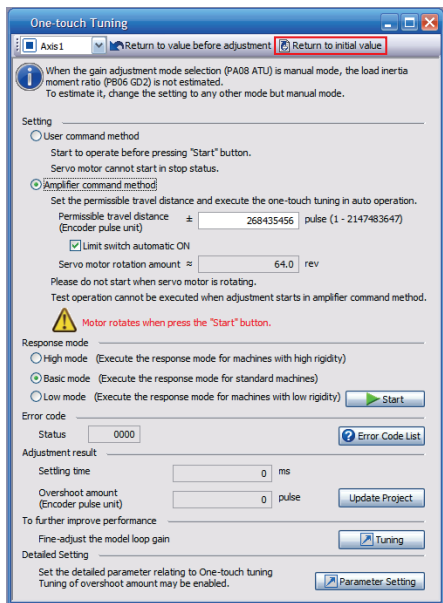 One-touch Tuning
Axis1 Return to value before adjustment Return to initial value
When the gain adjustment mode selection (PA08 ATU) is manual mode, the load inertia
moment ratio (PB06 GD2) is not estimated.
To estimate it, change the setting to any other mode but manual mode.
Setting
User command method
Start to operate before pressing "Start" button.
Servo motor cannot start in stop status.
Amplifier command method
Set the permissible travel distance and execute the one-touch tuning in auto operation.
Permissible travel distance ± 268435456 pulse (1 - 2147483647)
(Encoder pulse unit)
Limit switch automatic ON
Servo motor rotation amount ≈ 64.0 rev
Please do not start when servo motor is rotating.
Test operation cannot be executed when adjustment starts in amplifier command method.
Motor rotates when press the "Start" button.
Response mode
High mode (Execute the response mode for machines with high rigidity)
Basic mode (Execute the response mode for standard machines)
Low mode (Execute the response mode for machines with low rigidity) Start
Error code
Status 0000 Error Code List
Adjustment result
Settling time 0 ms
Overshoot amount 0 pulse Update Project
(Encoder pulse unit)
To further improve performance
Fine-adjust the model loop gain Tuning
Detailed Setting
Set the detailed parameter relating to One-touch tuning
Tuning of overshoot amount may be enabled. Parameter Setting